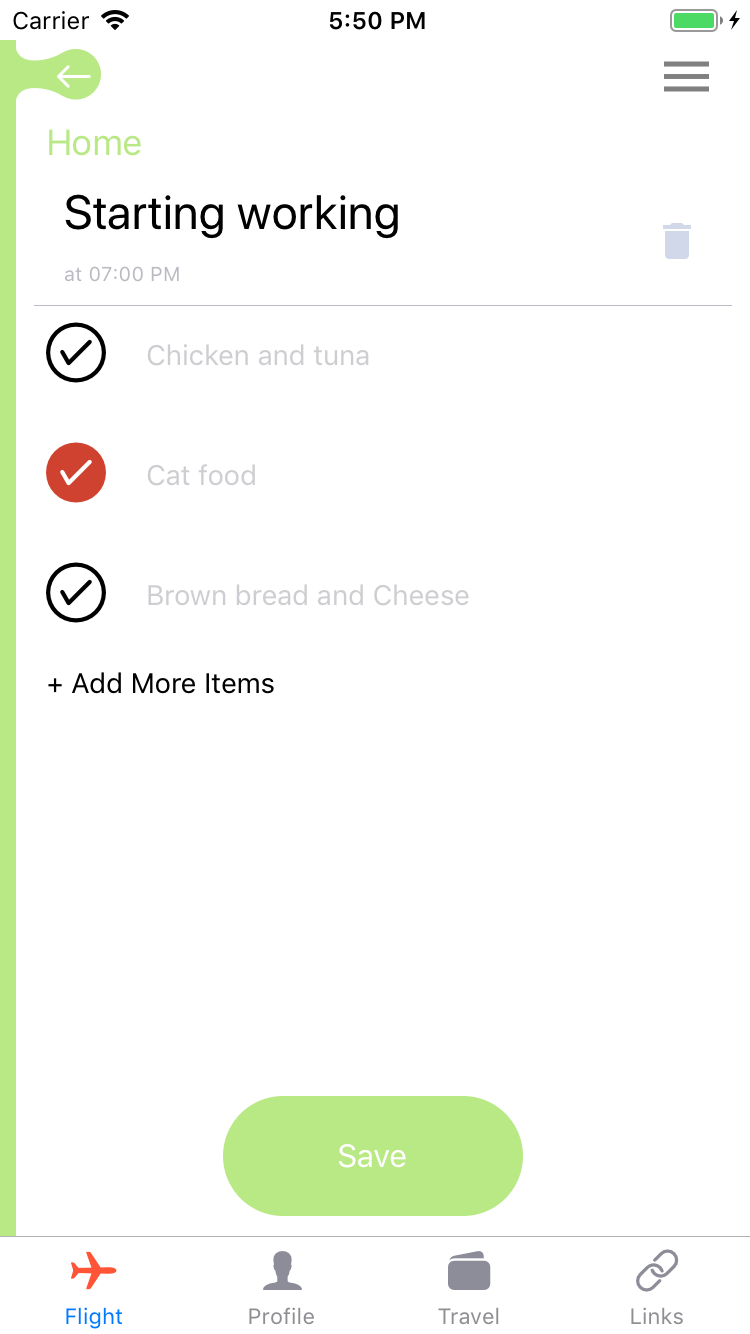 Carrier 5:50 PM
Home
Starting working
at 07:00 PM
Chicken and tuna
Cat food
Brown bread and Cheese
+ Add More Items
Save
Flight Profile Travel Links